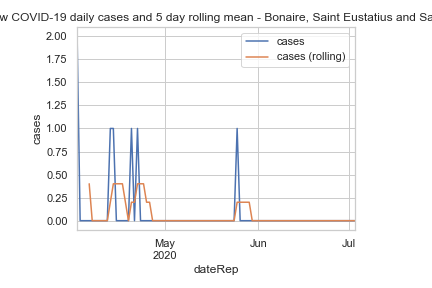 w COVID-19 daily cases and 5 day rolling mean - Bonaire, Saint Eustatius and Sa
cases
cases (rolling)
2.00
1.75
1.50
1.25
1.00
0.75
0.50
0.25
0.00
cases
May
2020
Jun
Jul
dateRep